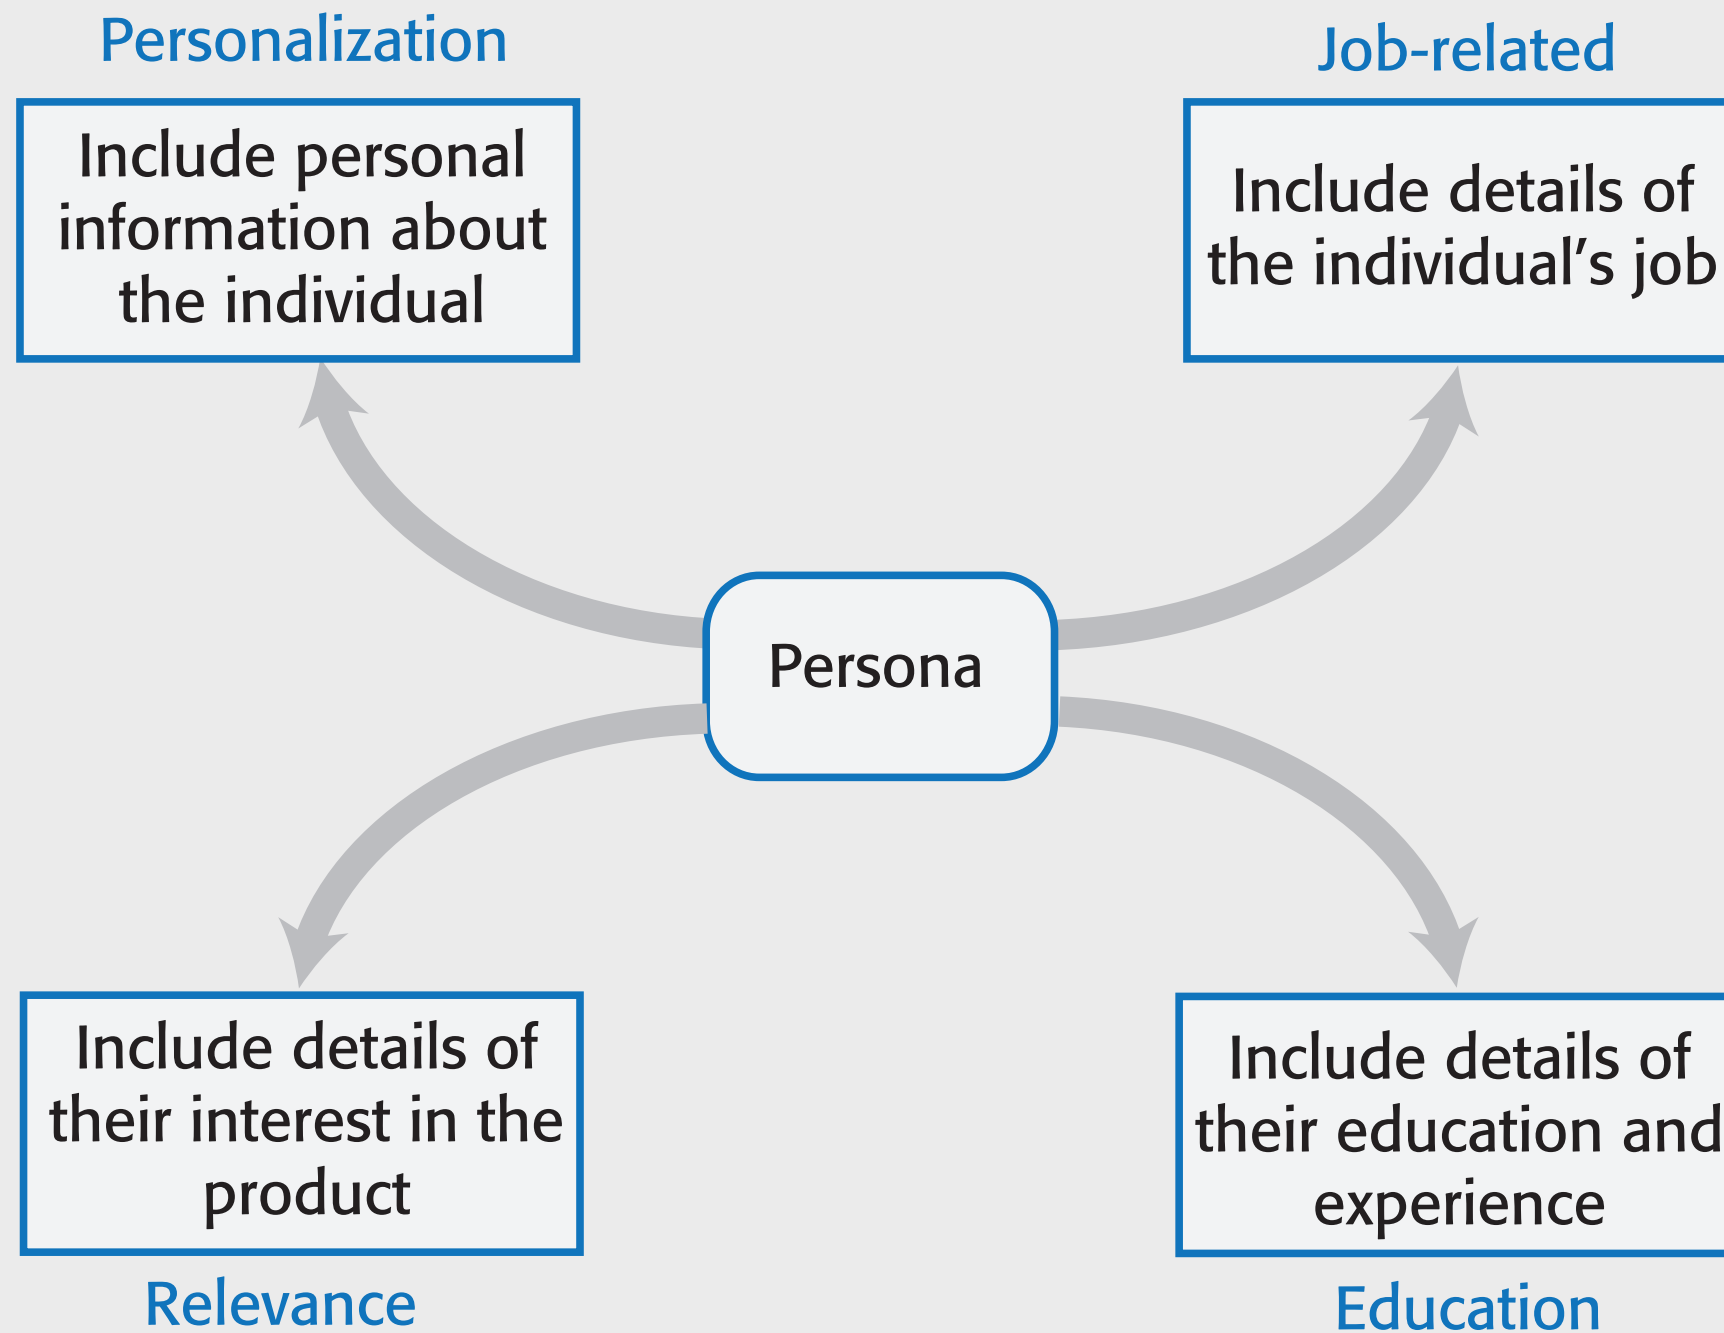 Personalization
Include personal
information about
the individual
Job-related
Include details of
the individual's job
Persona
Include details of
their interest in the
product
Relevance
Include details of
their education and
experience
Education